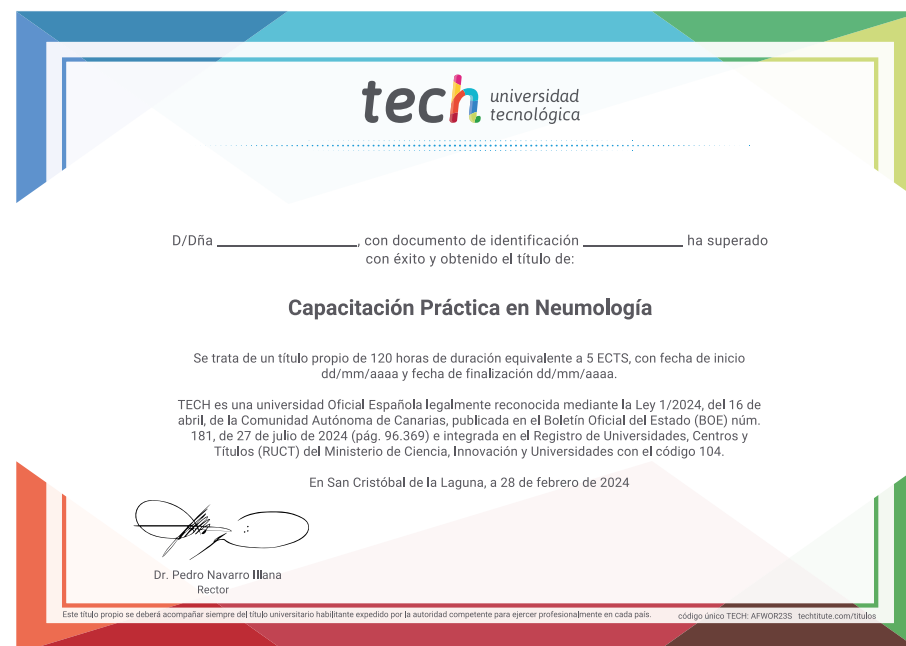 tech universidad
tecnológica
D/Dña ____________________, con documento de identificación ______________ ha superado
con éxito y obtenido el título de:
Capacitación Práctica en Neumología
Se trata de un título propio de 120 horas de duración equivalente a 5 ECTS, con fecha de inicio
dd/mm/aaaa y fecha de finalización dd/mm/aaaa.
TECH es una universidad Oficial Española legalmente reconocida mediante la Ley 1/2024, del 16 de
abril, de la Comunidad Autónoma de Canarias, publicada en el Boletín Oficial del Estado (BOE) núm.
181, de 27 de julio de 2024 (pág. 96.369) e integrada en el Registro de Universidades, Centros y
Títulos (RUCT) del Ministerio de Ciencia, Innovación y Universidades con el código 104.
En San Cristóbal de la Laguna, a 28 de febrero de 2024
Dr. Pedro Navarro Illana
Rector
Este título propio se deberá acompañar siempre del título universitario habilitante expedido por la autoridad competente para ejercer profesionalmente en cada país.
código único TECH: AFWOR23S techtitute.com/titulos